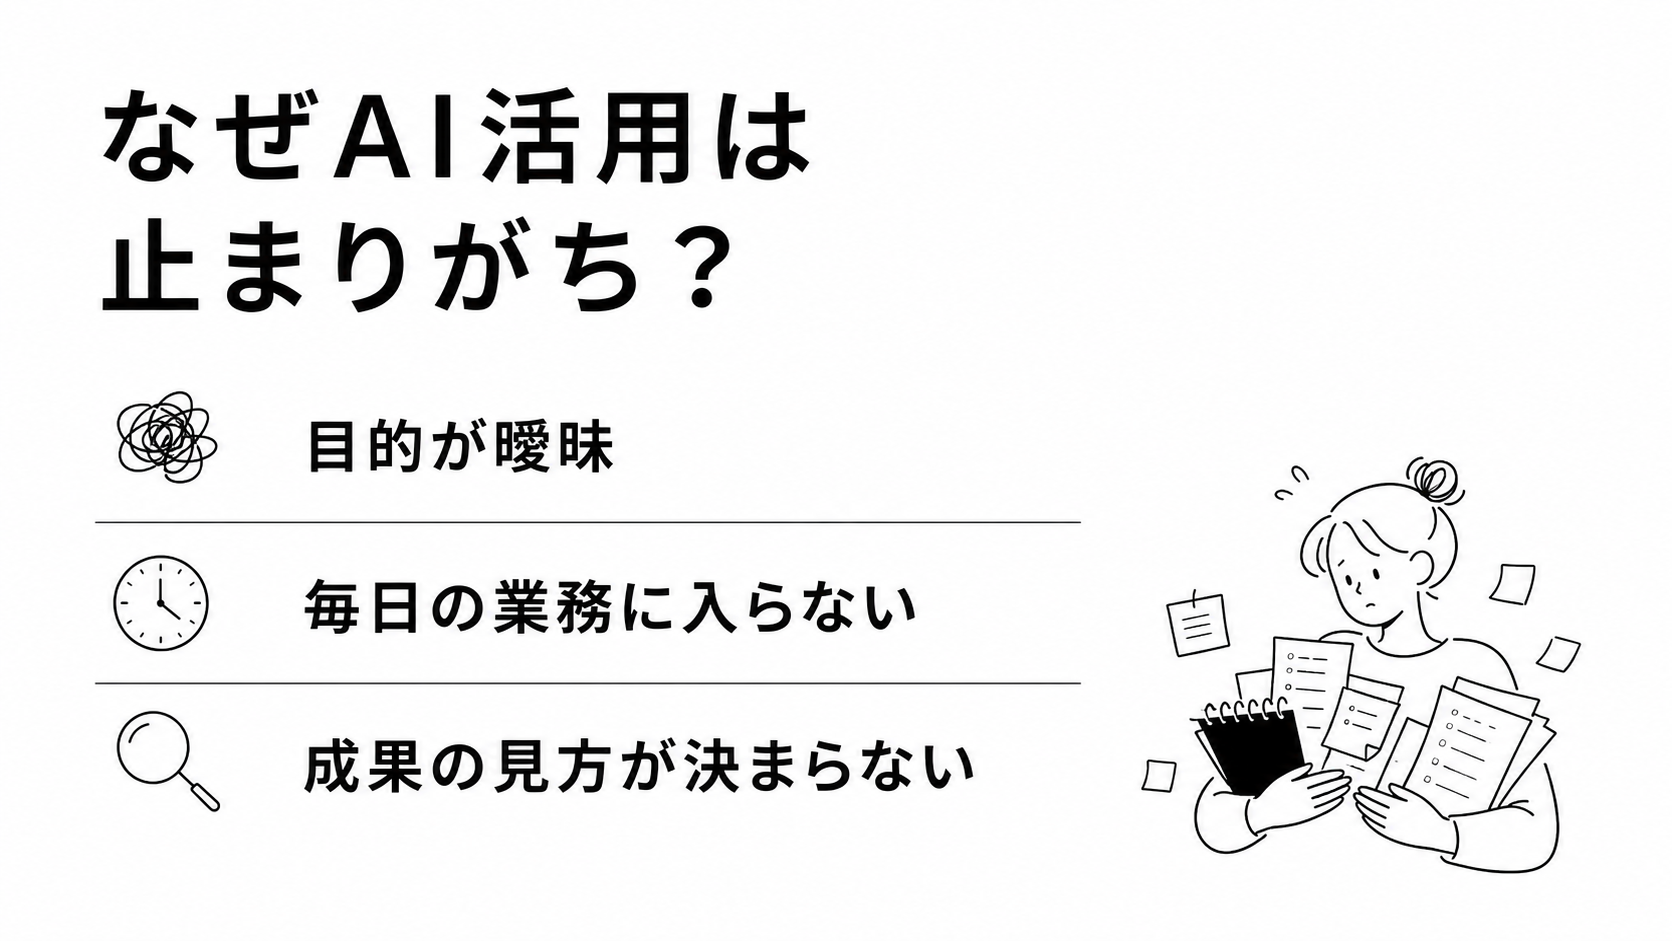 なぜAI活用は
止まりがち？
目的が曖昧
毎日の業務に入らない
成果の見方が決まらない